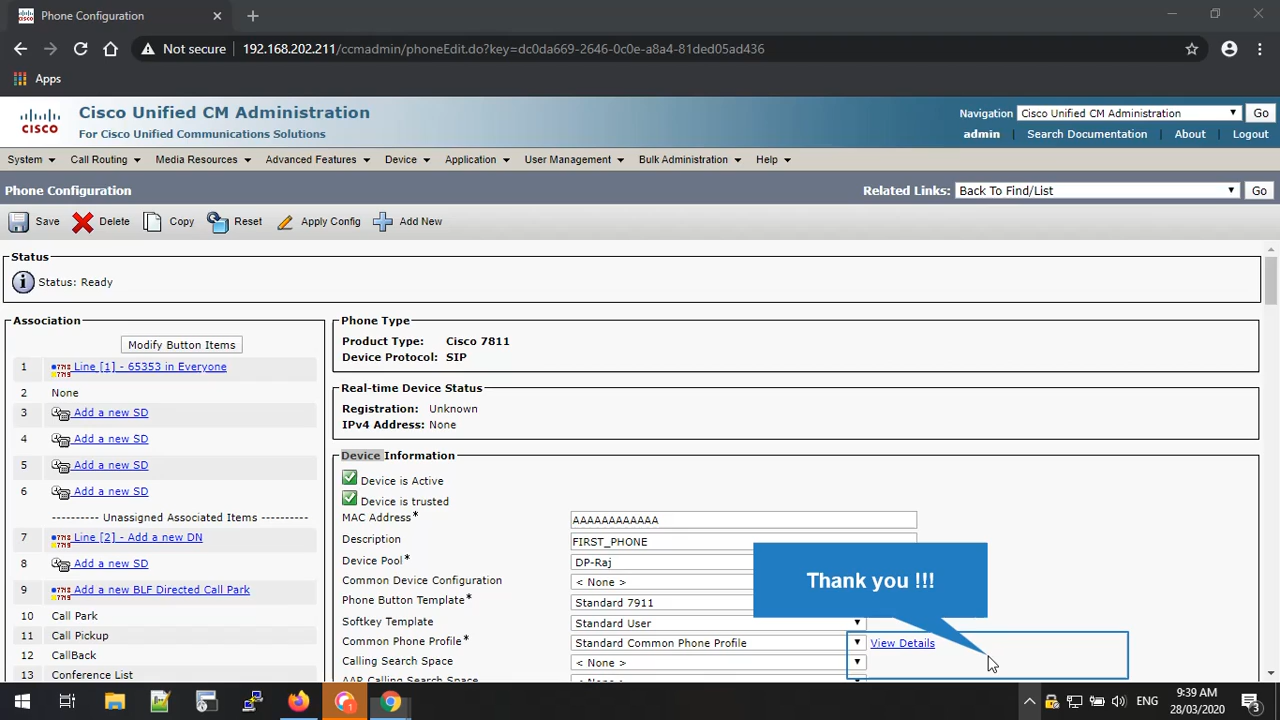 Phone Configuration
Not secure 192.168.202.211/ccmadmin/phoneEdit.do?key=dc0da669-2646-0c0e-a8a4-81ded05ad436
Apps
CISCO
Cisco Unified CM Administration
For Cisco Unified Communications Solutions
Navigation Cisco Unified CM Administration Go
admin Search Documentation About Logout
System Call Routing Media Resources Advanced Features Device Application User Management Bulk Administration Help
Phone Configuration
Related Links: Back To Find/List Go
Save Delete Copy Reset Apply Config Add New
Status
Status: Ready
Association
Modify Button Items
1 Line [1] - 65353 in Everyone
2 None
3 Add a new SD
4 Add a new SD
5 Add a new SD
6 Add a new SD
---------- Unassigned Associated Items ----------
7 Line [2] - Add a new DN
8 Add a new SD
9 Add a new BLF Directed Call Park
10 Call Park
11 Call Pickup
12 CallBack
13 Conference List
Phone Type
Product Type: Cisco 7811
Device Protocol: SIP
Real-time Device Status
Registration: Unknown
IPv4 Address: None
Device Information
Device is Active
Device is trusted
MAC Address* AAAAAAAAAAAA
Description FIRST_PHONE
Device Pool* DP-Raj
Common Device Configuration < None >
Phone Button Template* Standard 7911
Softkey Template Standard User
Common Phone Profile* Standard Common Phone Profile View Details
Calling Search Space < None >
AAR Calling Search Space < None >
Thank you !!!
ENG
9:39 AM
28/03/2020
3